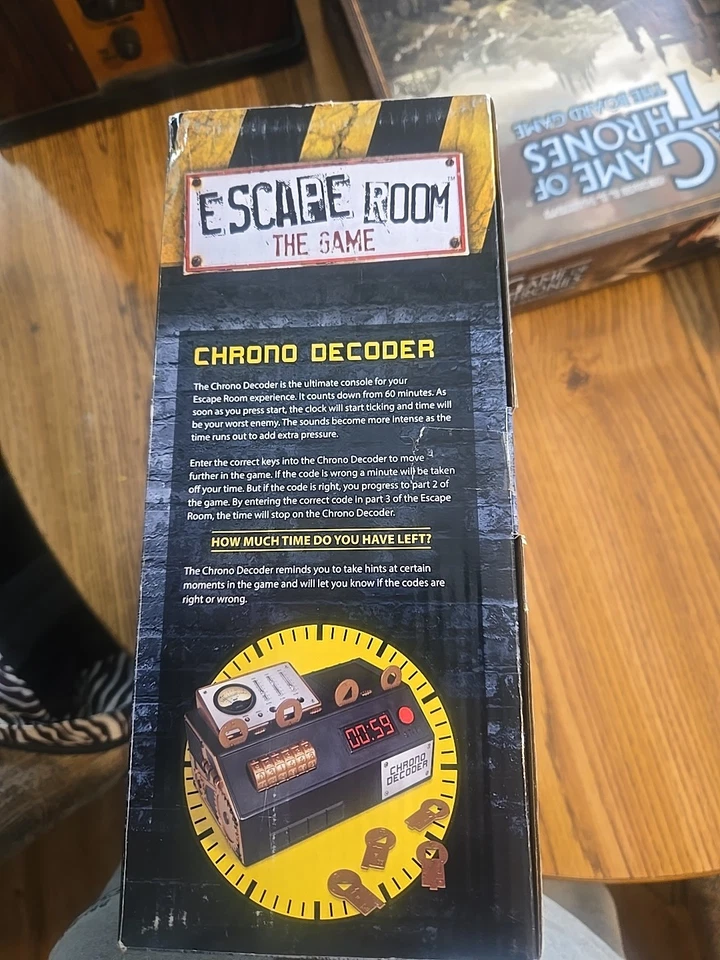 ESCAPE ROOM
THE GAME
CHRONO DECODER
The Chrono Decoder is the ultimate console for your
Escape Room experience. It counts down from 60 minutes. As
soon as you press start, the clock will start ticking and time will
be your worst enemy. The sounds become more intense as the
time runs out to add extra pressure.
Enter the correct keys into the Chrono Decoder to move
further in the game. If the code is wrong a minute will be taken
off your time. But if the code is right, you progress to part 2 of
the game. By entering the correct code in part 3 of the Escape
Room, the time will stop on the Chrono Decoder.
HOW MUCH TIME DO YOU HAVE LEFT?
The Chrono Decoder reminds you to take hints at certain
moments in the game and will let you know if the codes are
right or wrong.
00:59
CHRONO
DECODER
A GAME OF
THRONES
THE BOARD GAME